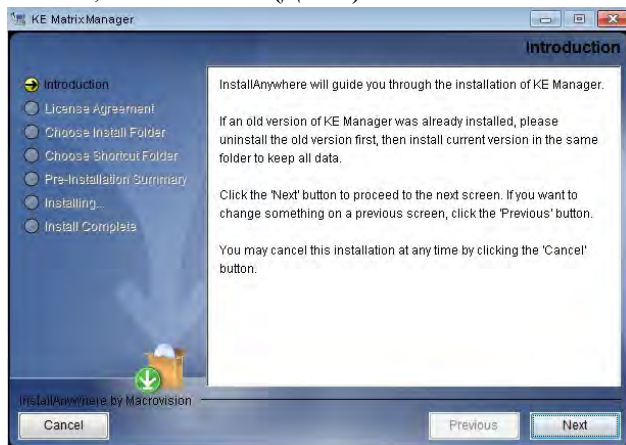 KE MatrixManager
Introduction
Introduction
License Agreement
Choose Install Folder
Choose Shortcut Folder
Pre-Installation Summary
Installing...
Install Complete
InstallAnywhere will guide you through the installation of KE Manager.
If an old version of KE Manager was already installed, please
uninstall the old version first, then install current version in the same
folder to keep all data.
Click the 'Next' button to proceed to the next screen. If you want to
change something on a previous screen, click the 'Previous' button.
You may cancel this installation at any time by clicking the 'Cancel'
button.
InstallAnywhere by Macrovision
Cancel
Previous
Next